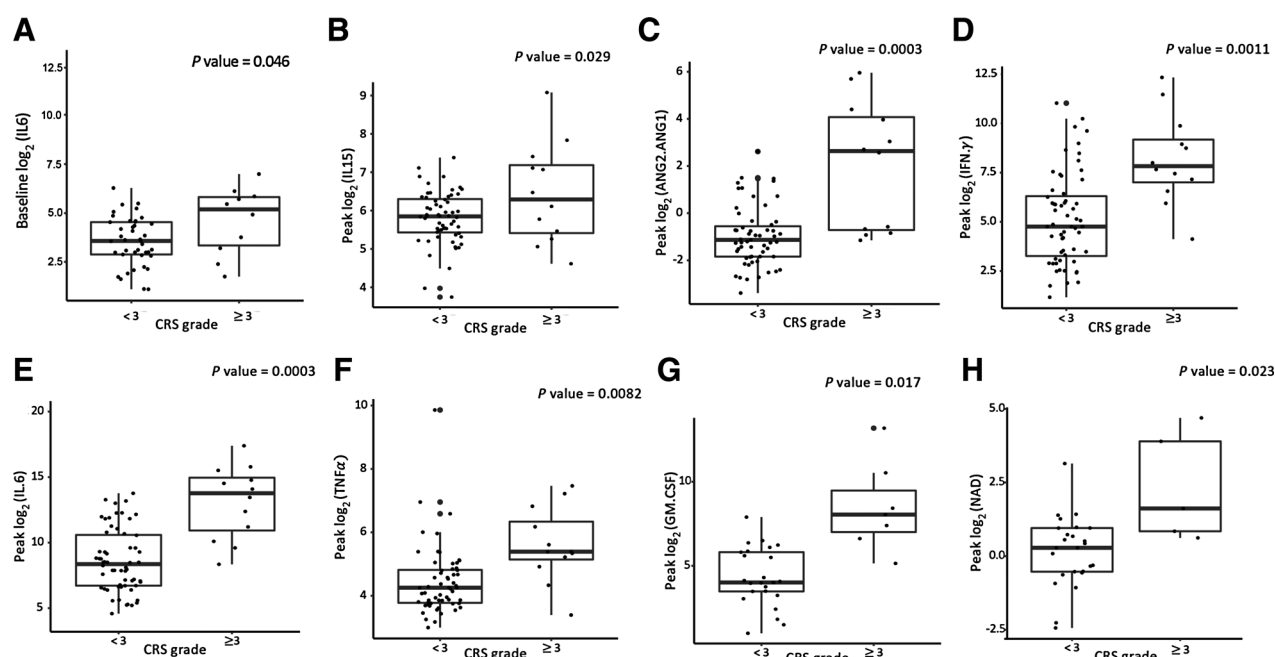 A
P value = 0.046
Baseline log2 (IL6)
12.5
10.0
7.5
5.0
2.5
<3
≥3
CRS grade
B
P value = 0.029
Peak log2 (IL15)
9
8
7
6
5
4
<3
≥3
CRS grade
C
P value = 0.0003
Peak log2 (ANG2.ANG1)
6
4
2
0
-2
<3
≥3
CRS grade
D
P value = 0.0011
Peak log2 (IFN.γ)
12.5
10.0
7.5
5.0
2.5
<3
≥3
CRS grade
E
P value = 0.0003
Peak log2 (IL.6)
20
15
10
5
<3
≥3
CRS grade
F
P value = 0.0082
Peak log2 (TNFα)
10
8
6
4
<3
≥3
CRS grade
G
P value = 0.017
Peak log2 (GM.CSF)
10
5
<3
≥3
CRS grade
H
P value = 0.023
Peak log2 (NAD)
5.0
2.5
0.0
-2.5
<3
≥3
CRS grade